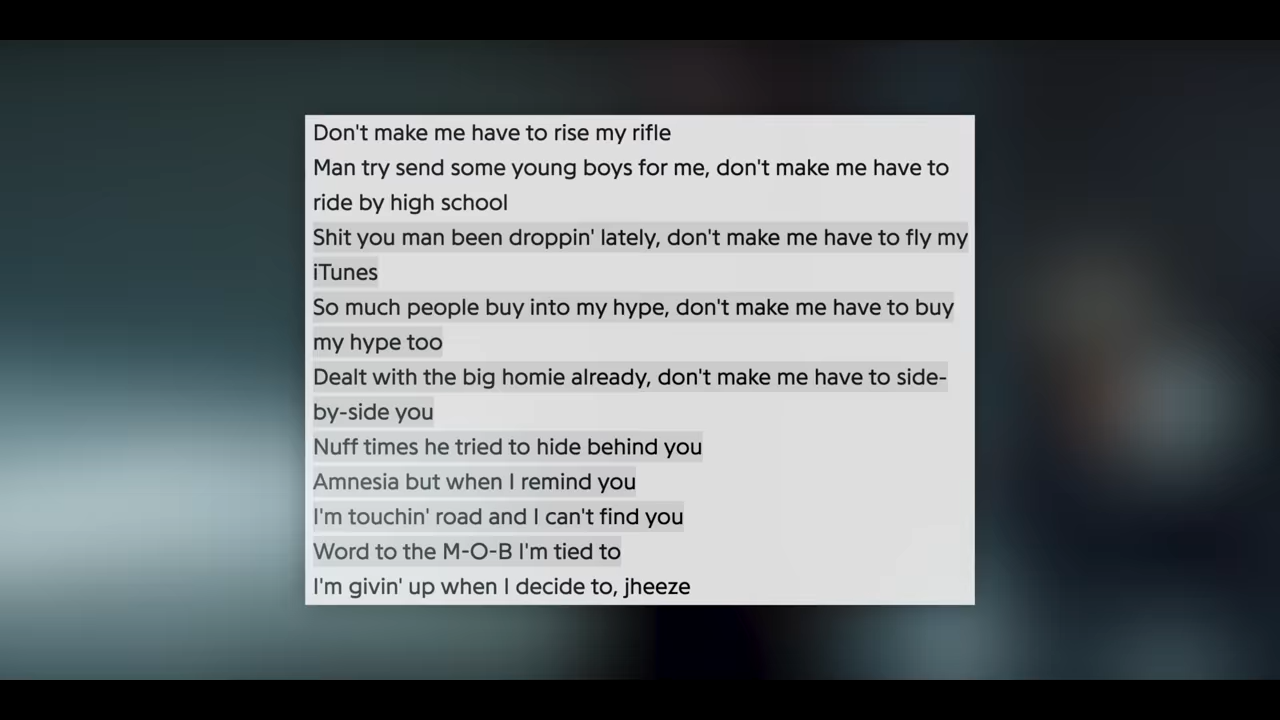 Don't make me have to rise my rifle
Man try send some young boys for me, don't make me have to
ride by high school
Shit you man been droppin' lately, don't make me have to fly my
iTunes
So much people buy into my hype, don't make me have to buy
my hype too
Dealt with the big homie already, don't make me have to side-
by-side you
Nuff times he tried to hide behind you
Amnesia but when I remind you
I'm touchin' road and I can't find you
Word to the M-O-B I'm tied to
I'm givin' up when I decide to, jheeze